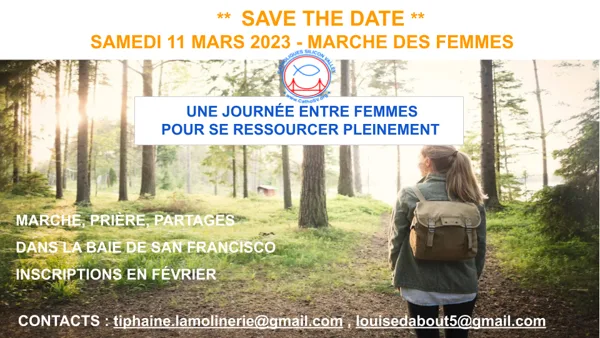 ** SAVE THE DATE **
SAMEDI 11 MARS 2023 - MARCHE DES FEMMES
UNE JOURNÉE ENTRE FEMMES
POUR SE RESSOURCER PLEINEMENT
MARCHE, PRIÈRE, PARTAGES
DANS LA BAIE DE SAN FRANCISCO
INSCRIPTIONS EN FÉVRIER
CONTACTS : tiphaine.lamolinerie@gmail.com , louisedabout5@gmail.com